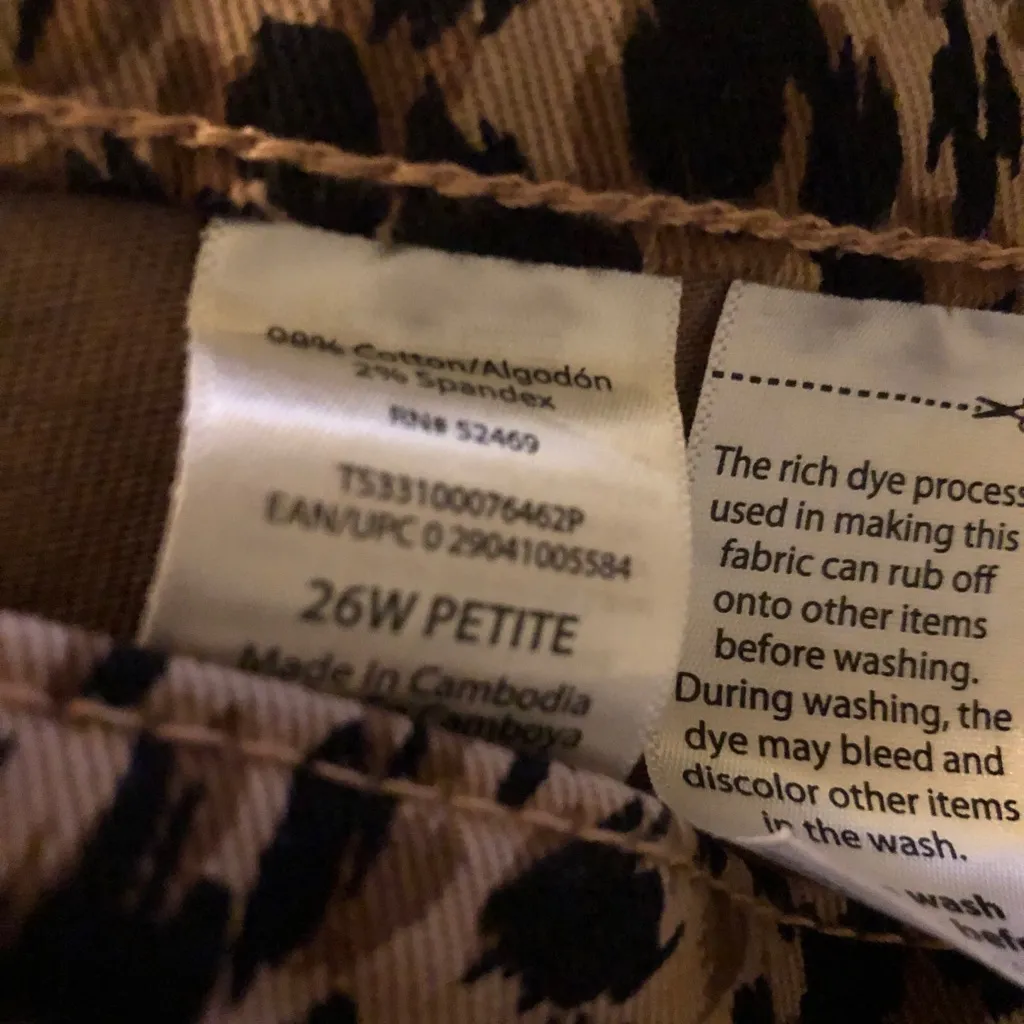 98% Cotton/Algodón
2% Spandex
RN# 52469
TS33100076462P
EAN/UPC 0 29041005584
26W PETITE
Made in Cambodia
Camboya
The rich dye process
used in making this
fabric can rub off
onto other items
before washing.
During washing, the
dye may bleed and
discolor other items
in the wash.
wash